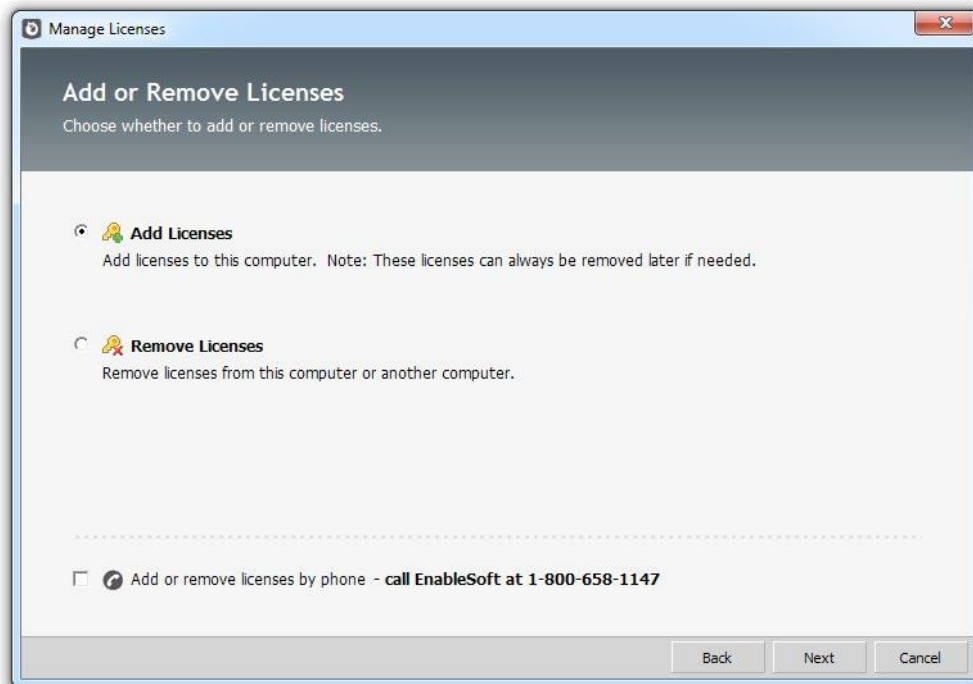 Manage Licenses
Add or Remove Licenses
Choose whether to add or remove licenses.
Add Licenses
Add licenses to this computer.  Note: These licenses can always be removed later if needed.
Remove Licenses
Remove licenses from this computer or another computer.
Add or remove licenses by phone - call EnableSoft at 1-800-658-1147
Back Next Cancel